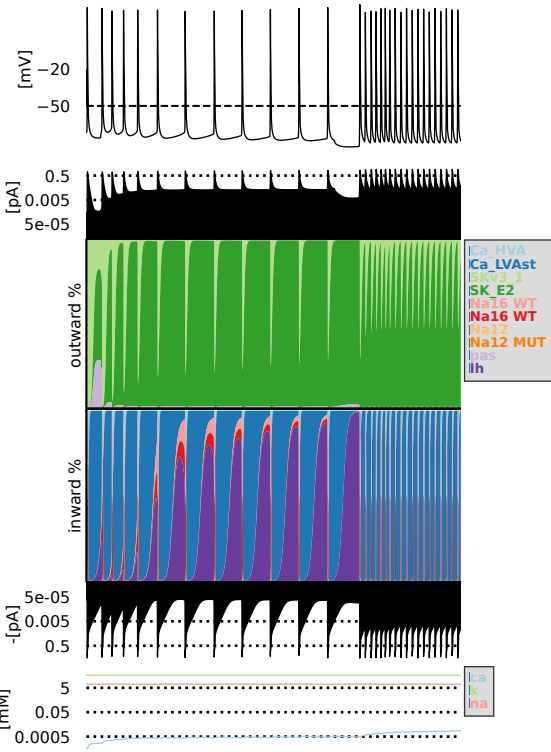 [mV]
−20
−50
[pA]
0.5
0.005
5e-05
outward %
Ca_HVA
Ca_LVAst
SKv3_1
SK_E2
Na16 WT
Na16 WT
Na12
Na12 MUT
pas
Ih
inward %
-[pA]
5e-05
0.005
0.5
[mM]
5
0.05
0.0005
ca
k
na